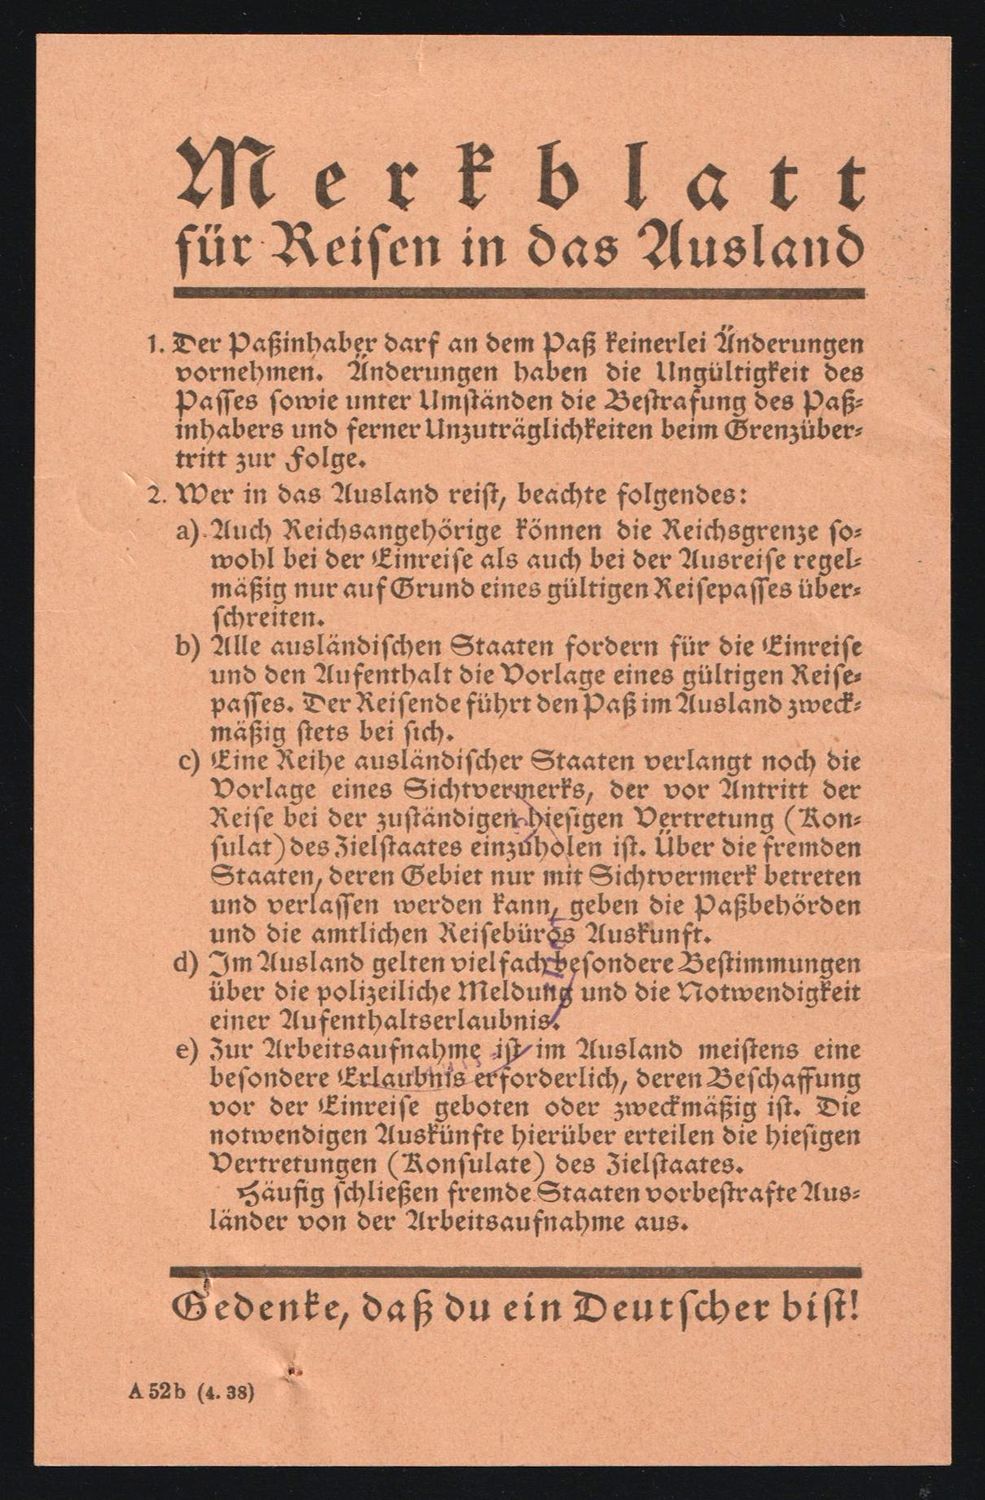 Merkblatt
für Reisen in das Ausland
1. Der Paßinhaber darf an dem Paß keinerlei Änderungen
vornehmen. Änderungen haben die Ungültigkeit des
Passes sowie unter Umständen die Bestrafung des Paß-
inhabers und ferner Unzuträglichkeiten beim Grenzüber-
tritt zur Folge.
2. Wer in das Ausland reist, beachte folgendes:
a) Auch Reichsangehörige können die Reichsgrenze so-
wohl bei der Einreise als auch bei der Ausreise regel-
mäßig nur auf Grund eines gültigen Reisepasses über-
schreiten.
b) Alle ausländischen Staaten fordern für die Einreise
und den Aufenthalt die Vorlage eines gültigen Reise-
passes. Der Reisende führt den Paß im Ausland zweck-
mäßig stets bei sich.
c) Eine Reihe ausländischer Staaten verlangt noch die
Vorlage eines Sichtvermerks, der vor Antritt der
Reise bei der zuständigen hiesigen Vertretung (Kon-
sulat) des Zielstaates einzuholen ist. Über die fremden
Staaten, deren Gebiet nur mit Sichtvermerk betreten
und verlassen werden kann, geben die Paßbehörden
und die amtlichen Reisebüros Auskunft.
d) Im Ausland gelten vielfach besondere Bestimmungen
über die polizeiliche Meldung und die Notwendigkeit
einer Aufenthaltserlaubnis.
e) Zur Arbeitsaufnahme ist im Ausland meistens eine
besondere Erlaubnis erforderlich, deren Beschaffung
vor der Einreise geboten oder zweckmäßig ist. Die
notwendigen Auskünfte hierüber erteilen die hiesigen
Vertretungen (Konsulate) des Zielstaates.
Häufig schließen fremde Staaten vorbestrafte Aus-
länder von der Arbeitsaufnahme aus.
Gedenke, daß du ein Deutscher bist!
A 52b (4. 38)